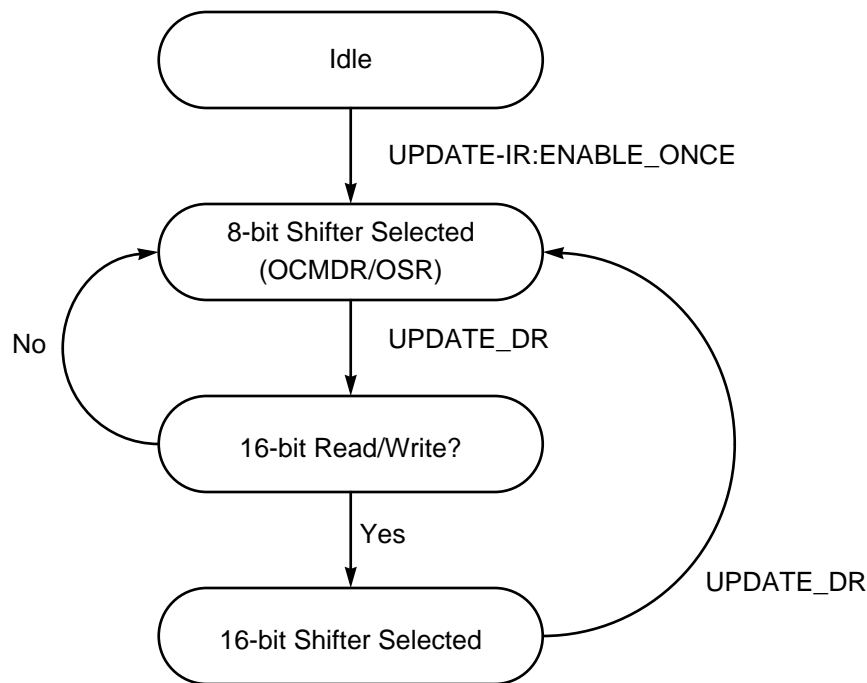 Idle
UPDATE-IR:ENABLE_ONCE
8-bit Shifter Selected
(OCMDR/OSR)
UPDATE_DR
No
16-bit Read/Write?
Yes
UPDATE_DR
16-bit Shifter Selected